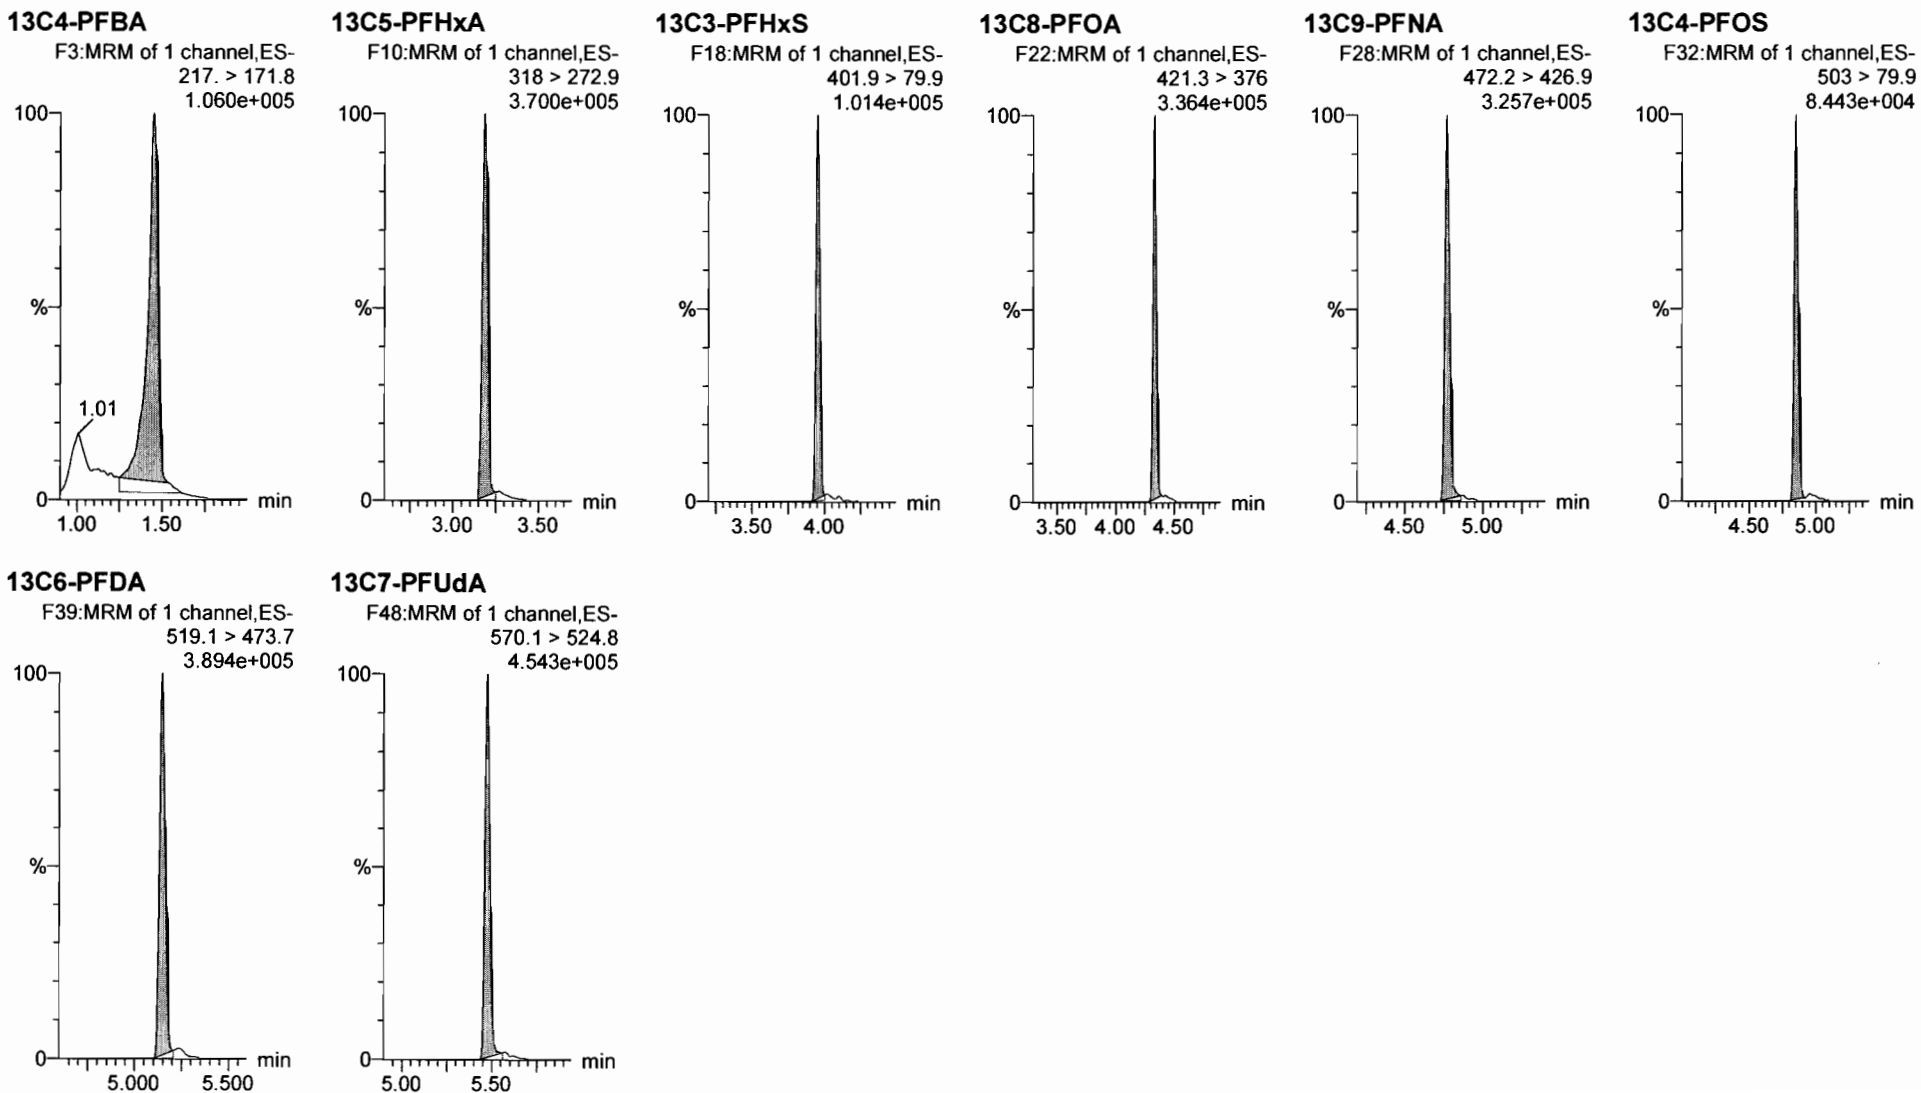 13C4-PFBA
F3:MRM of 1 channel,ES-
217. > 171.8
1.060e+005
100
%
0
1.01
min
1.00 1.50
13C5-PFHxA
F10:MRM of 1 channel,ES-
318 > 272.9
3.700e+005
100
%
0
min
3.00 3.50
13C3-PFHxS
F18:MRM of 1 channel,ES-
401.9 > 79.9
1.014e+005
100
%
0
min
3.50 4.00
13C8-PFOA
F22:MRM of 1 channel,ES-
421.3 > 376
3.364e+005
100
%
0
min
3.50 4.00 4.50
13C9-PFNA
F28:MRM of 1 channel,ES-
472.2 > 426.9
3.257e+005
100
%
0
min
4.50 5.00
13C4-PFOS
F32:MRM of 1 channel,ES-
503 > 79.9
8.443e+004
100
%
0
min
4.50 5.00
13C6-PFDA
F39:MRM of 1 channel,ES-
519.1 > 473.7
3.894e+005
100
%
0
min
5.000 5.500
13C7-PFUdA
F48:MRM of 1 channel,ES-
570.1 > 524.8
4.543e+005
100
%
0
min
5.00 5.50